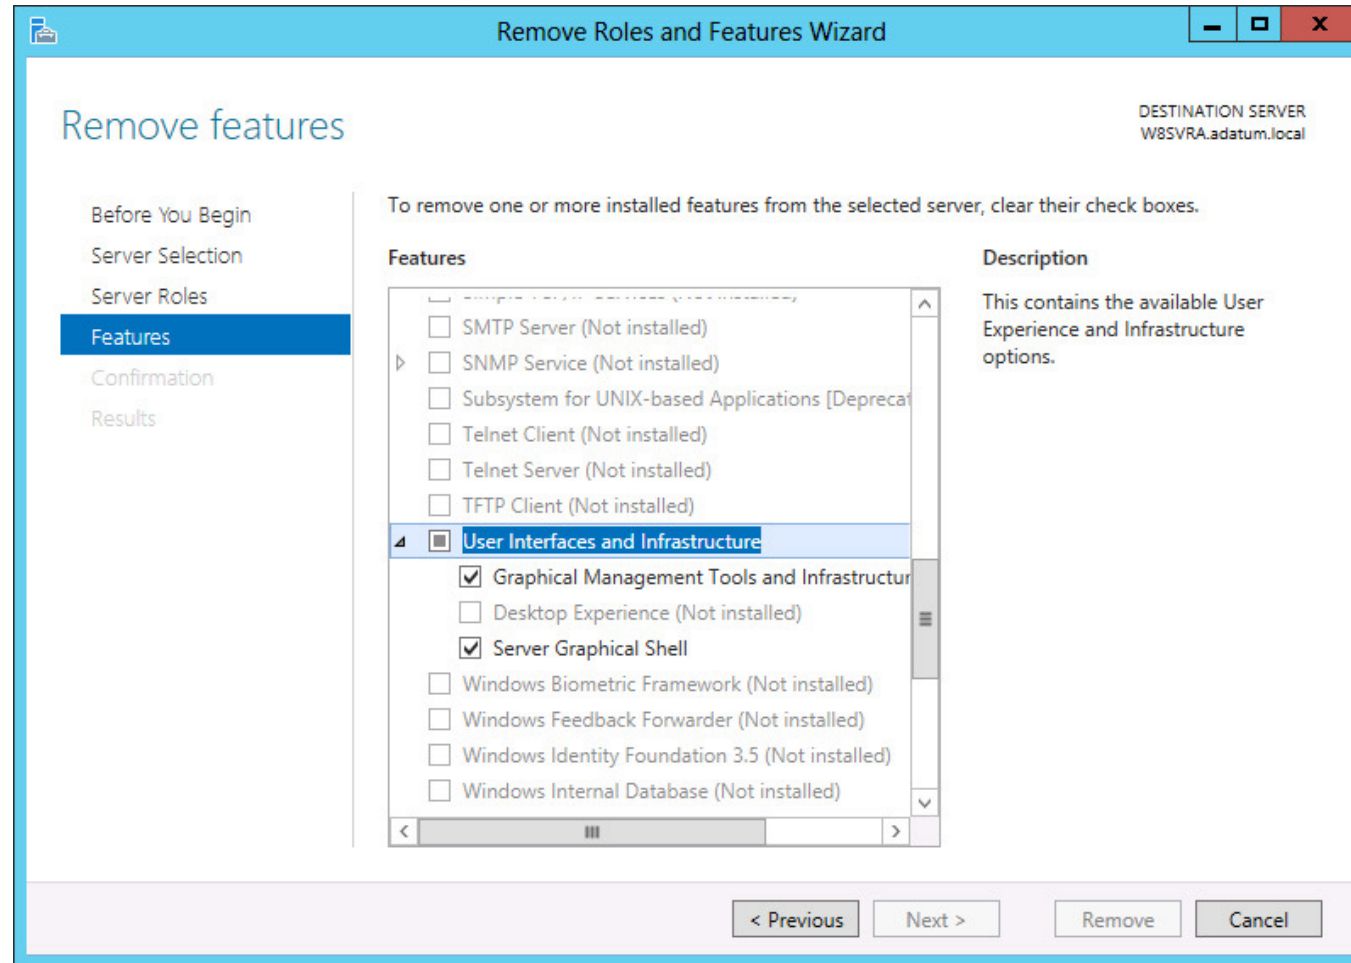 Remove Roles and Features Wizard
Remove features
DESTINATION SERVER
W8SVRA.adatum.local
Before You Begin
Server Selection
Server Roles
Features
Confirmation
Results
To remove one or more installed features from the selected server, clear their check boxes.
Features
SMTP Server (Not installed)
SNMP Service (Not installed)
Subsystem for UNIX-based Applications [Deprecat
Telnet Client (Not installed)
Telnet Server (Not installed)
TFTP Client (Not installed)
User Interfaces and Infrastructure
Graphical Management Tools and Infrastructur
Desktop Experience (Not installed)
Server Graphical Shell
Windows Biometric Framework (Not installed)
Windows Feedback Forwarder (Not installed)
Windows Identity Foundation 3.5 (Not installed)
Windows Internal Database (Not installed)
Description
This contains the available User
Experience and Infrastructure
options.
< Previous
Next >
Remove
Cancel